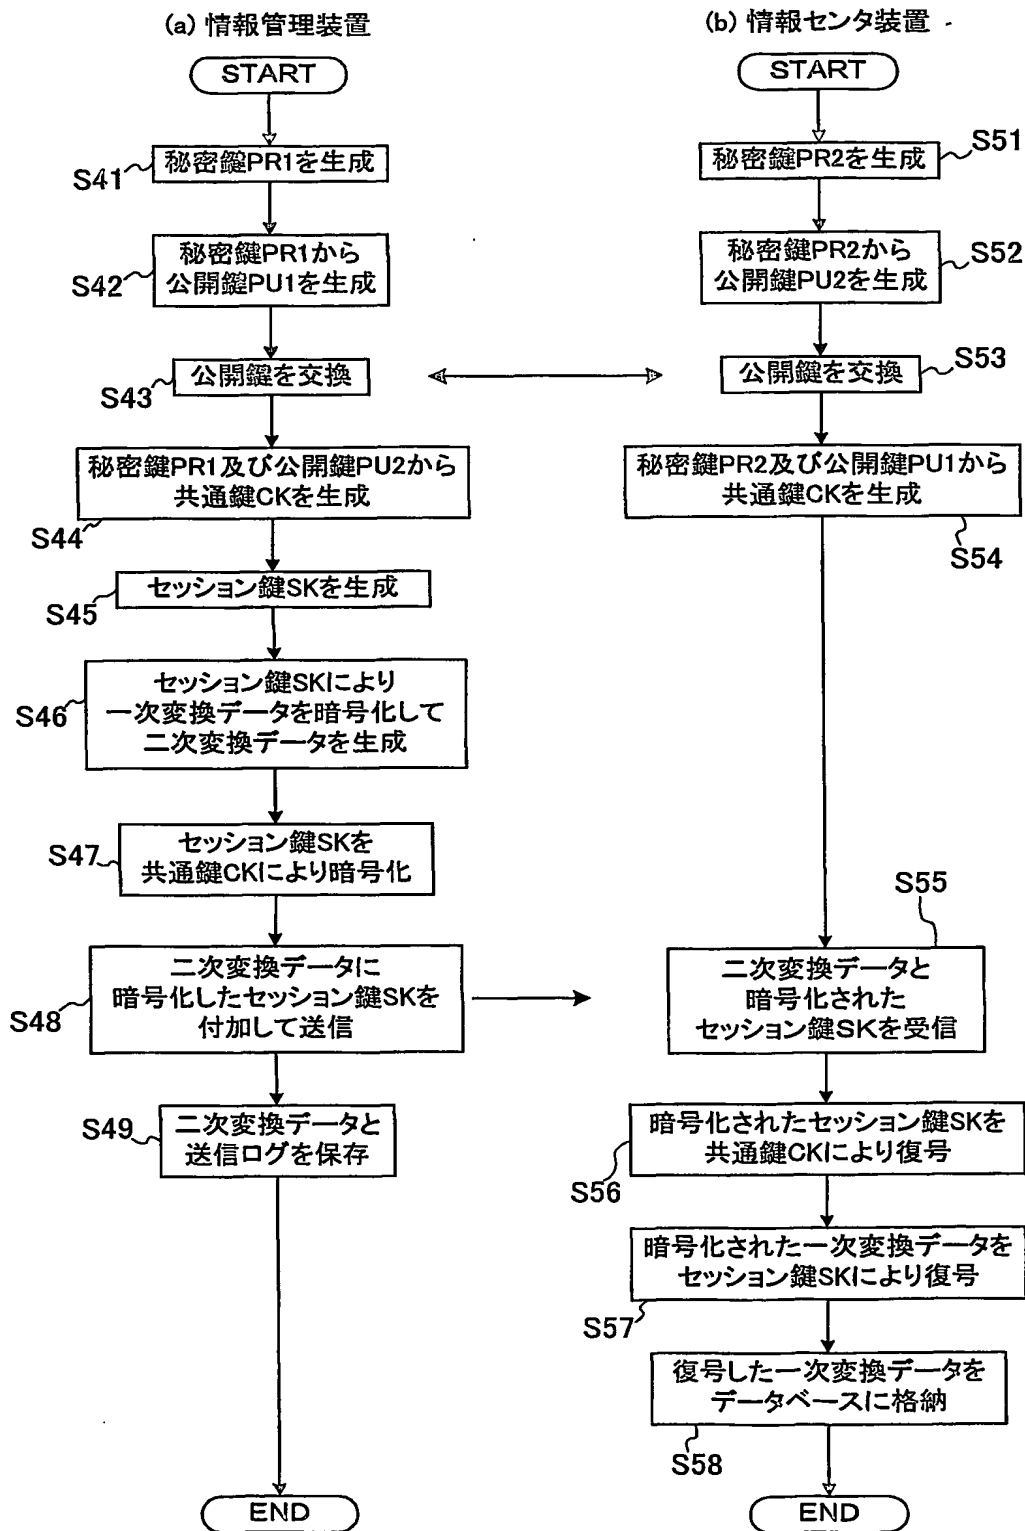 (a) 情報管理装置
START
S41
秘密鍵PR1を生成
S42
秘密鍵PR1から
公開鍵PU1を生成
S43
公開鍵を交換
秘密鍵PR1及び公開鍵PU2から
共通鍵CKを生成
S44
セッション鍵SKを生成
S45
セッション鍵SKにより
一次変換データを暗号化して
二次変換データを生成
S46
セッション鍵SKを
共通鍵CKにより暗号化
S47
二次変換データに
暗号化したセッション鍵SKを
付加して送信
S48
S49
二次変換データと
送信ログを保存
END
(b) 情報センタ装置
START
S51
秘密鍵PR2を生成
S52
秘密鍵PR2から
公開鍵PU2を生成
S53
公開鍵を交換
秘密鍵PR2及び公開鍵PU1から
共通鍵CKを生成
S54
S55
二次変換データと
暗号化された
セッション鍵SKを受信
暗号化されたセッション鍵SKを
共通鍵CKにより復号
S56
暗号化された一次変換データを
セッション鍵SKにより復号
S57
復号した一次変換データを
データベースに格納
S58
END